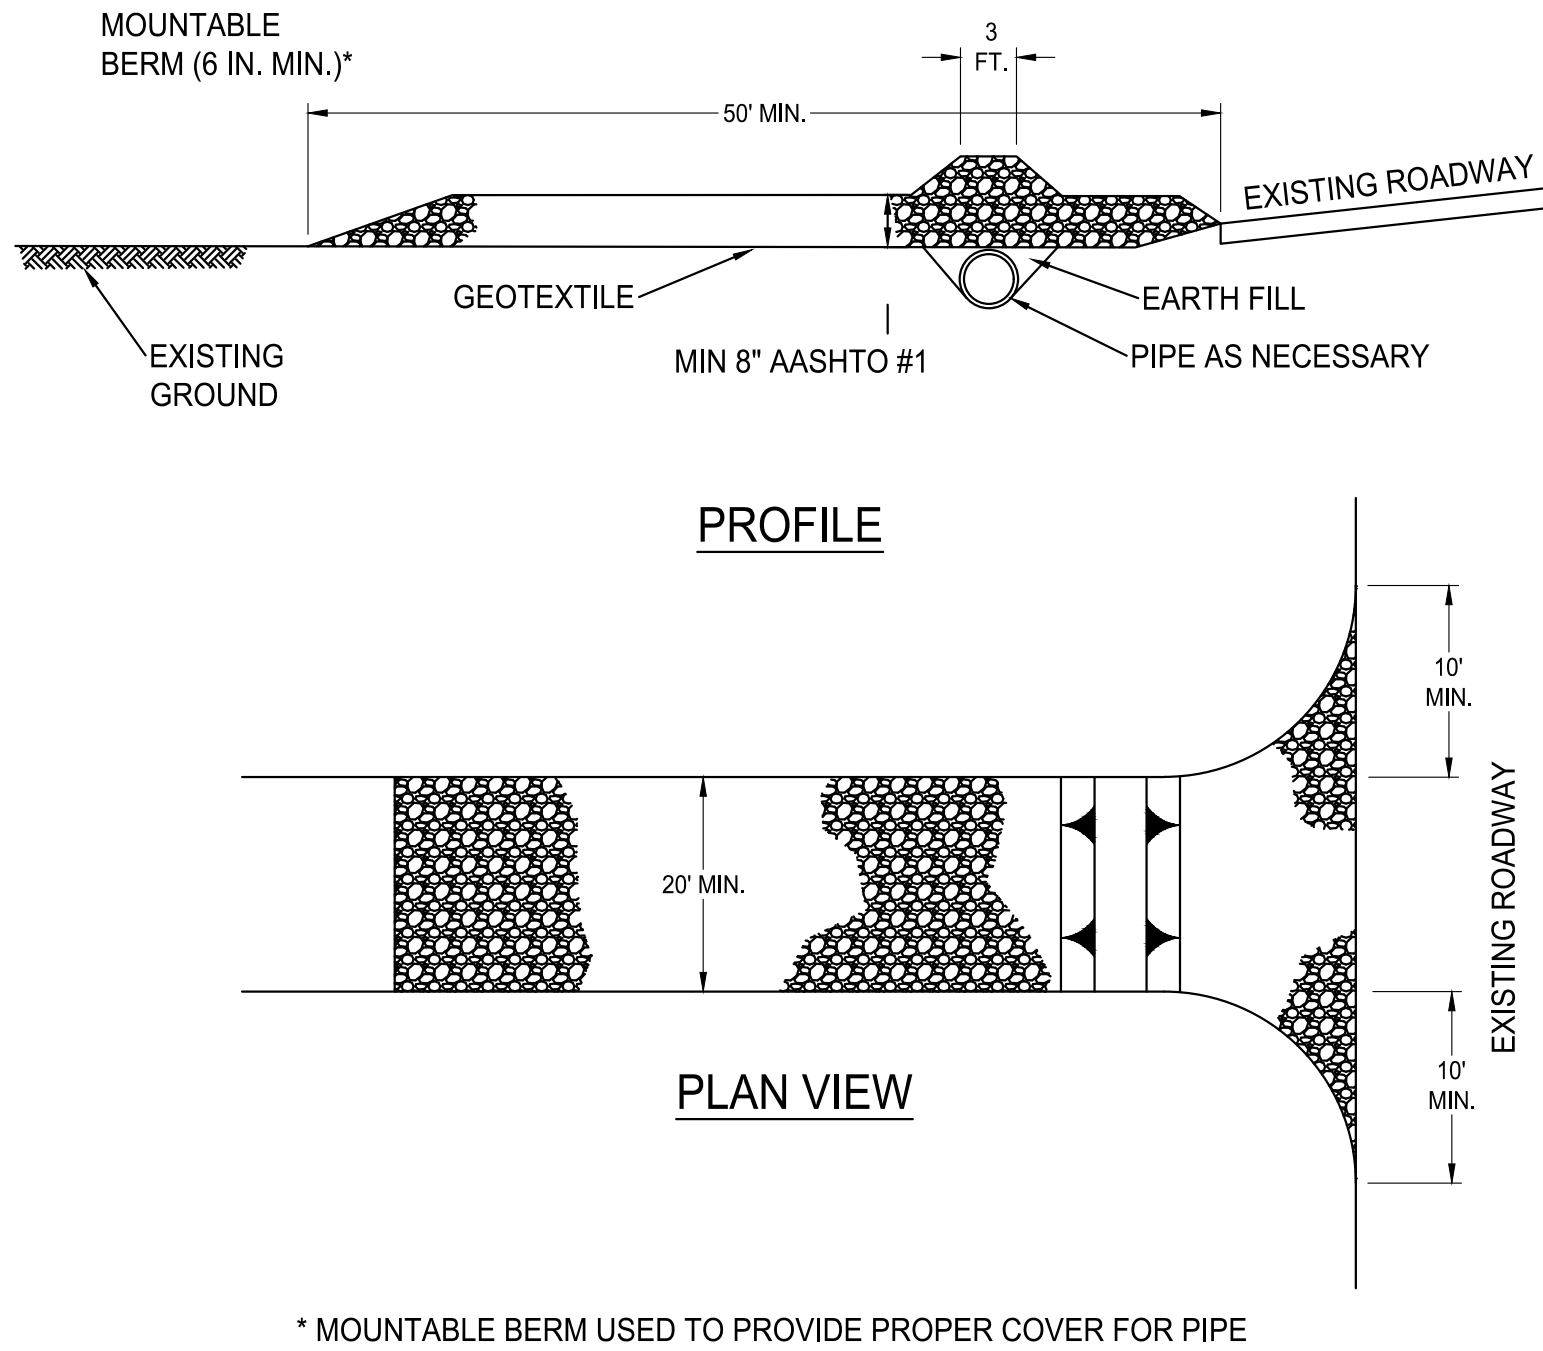 MOUNTABLE
BERM (6 IN. MIN.)*
3
FT.
50' MIN.
EXISTING ROADWAY
GEOTEXTILE
EARTH FILL
EXISTING
GROUND
MIN 8" AASHTO #1
PIPE AS NECESSARY
PROFILE
10'
MIN.
20' MIN.
EXISTING ROADWAY
10'
MIN.
PLAN VIEW
* MOUNTABLE BERM USED TO PROVIDE PROPER COVER FOR PIPE